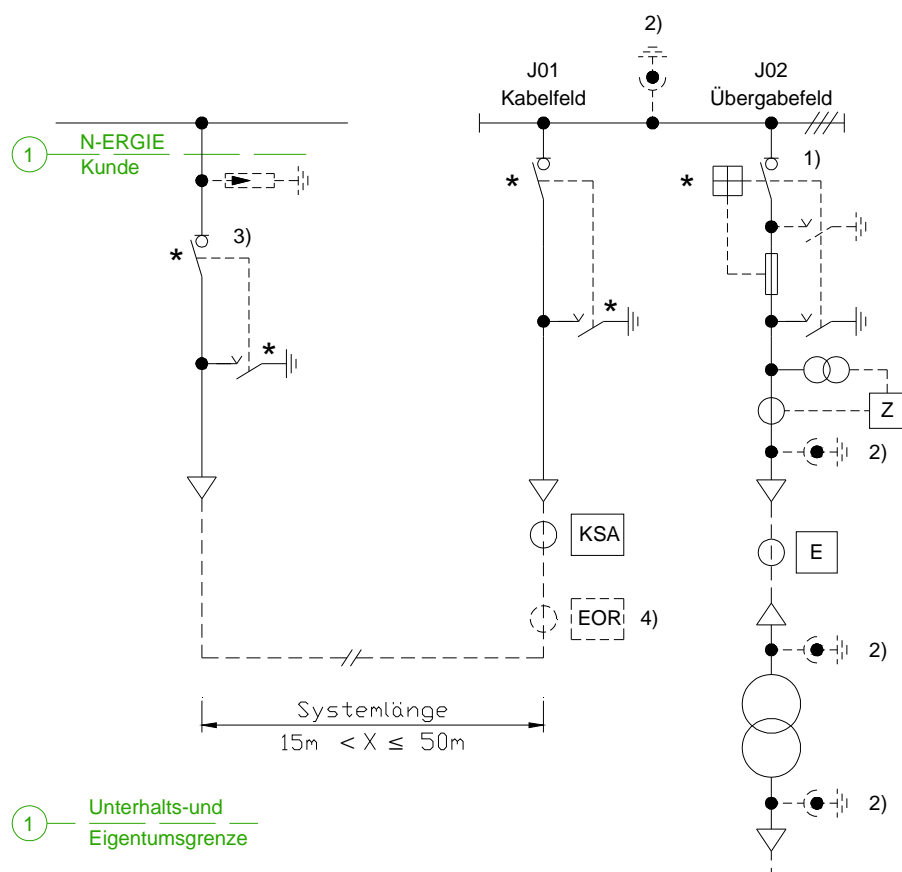 2)
J01
Kabelfeld
J02
Übergabefeld
1
N-ERGIE
Kunde
*
1)
*
*
3)
*
*
*
Z
2)
KSA
E
EOR
4)
2)
Systemlänge
15m < X ≤ 50m
2)
1
Unterhalts-und
Eigentumsgrenze